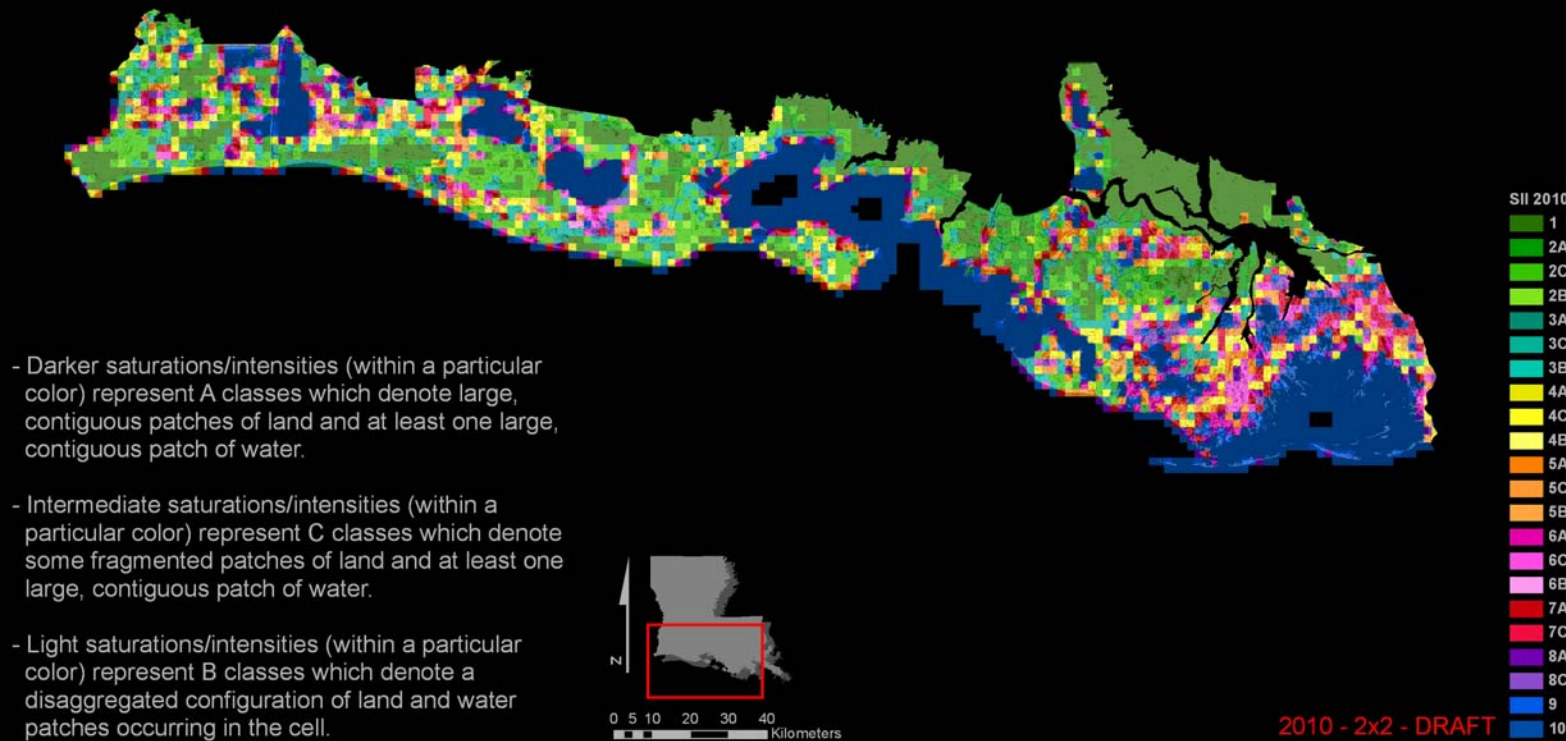 - Darker saturations/intensities (within a particular
color) represent A classes which denote large,
contiguous patches of land and at least one large,
contiguous patch of water.
- Intermediate saturations/intensities (within a
particular color) represent C classes which denote
some fragmented patches of land and at least one
large, contiguous patch of water.
- Light saturations/intensities (within a particular
color) represent B classes which denote a
disaggregated configuration of land and water
patches occurring in the cell.
N
0 5 10 20 30 40
Kilometers
SII 2010
1
2A
2C
2B
3A
3C
3B
4A
4C
4B
5A
5C
5B
6A
6C
6B
7A
7C
8A
8C
9
10
2010 - 2x2 - DRAFT